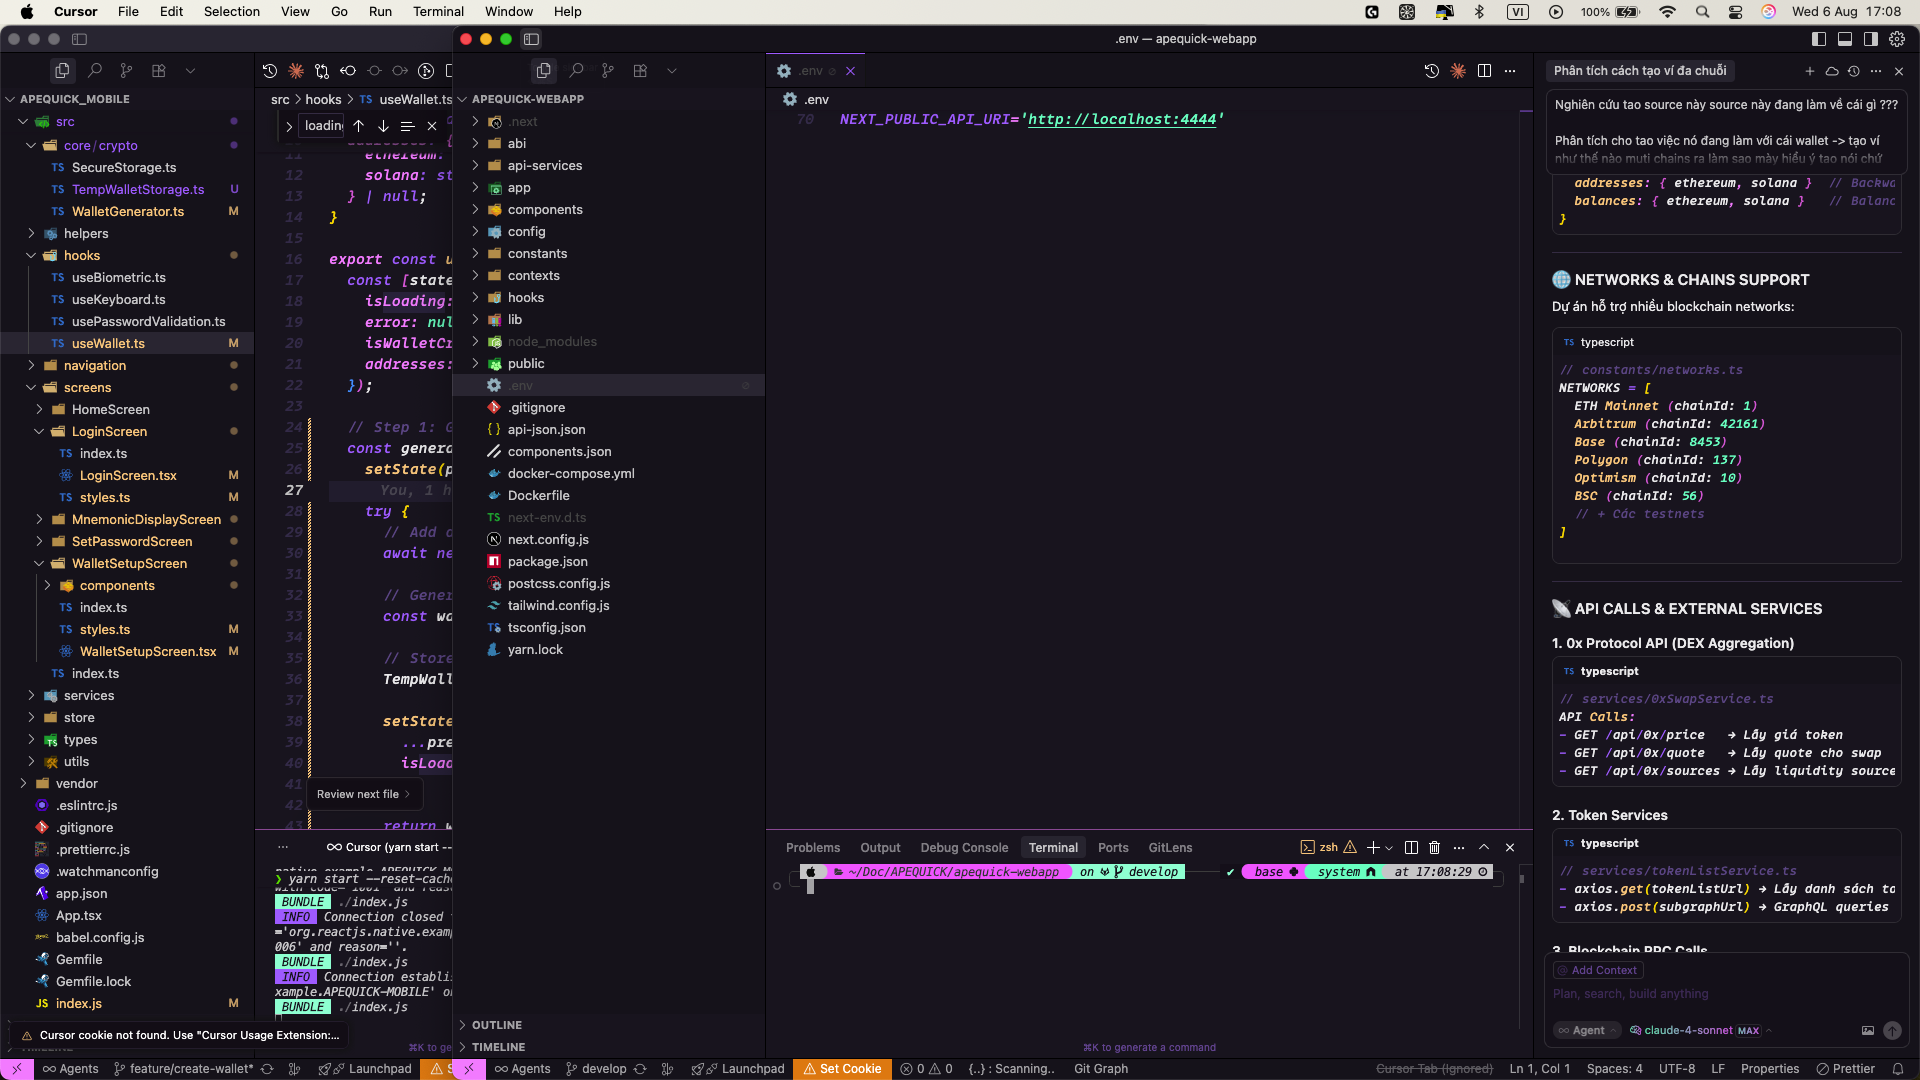 Cursor File Edit Selection View Go Run Terminal Window Help
VI 100% Wed 6 Aug 17:08
.env — apequick-webapp
APEQUICK_MOBILE
src
core/crypto
TS SecureStorage.ts
TS TempWalletStorage.ts U
TS WalletGenerator.ts M
helpers
hooks
TS useBiometric.ts
TS useKeyboard.ts
TS usePasswordValidation.ts
TS useWallet.ts M
navigation
screens
HomeScreen
LoginScreen
TS index.ts
LoginScreen.tsx M
TS styles.ts M
MnemonicDisplayScreen
SetPasswordScreen
WalletSetupScreen
components
TS index.ts
TS styles.ts M
WalletSetupScreen.tsx M
TS index.ts
services
store
types
utils
vendor
.eslintrc.js
.gitignore
.prettierrc.js
.watchmanconfig
app.json
App.tsx
babel.config.js
Gemfile
Gemfile.lock
JS index.js M
Cursor cookie not found. Use "Cursor Usage Extension:...
src > hooks > TS useWallet.ts
loading
ethereum:
12 solana: st
13 } | null;
14 }
15
16 export const u
17 const [state
18 isLoading:
19 error: nul
20 isWalletCr
21 addresses:
22 });
23
24 // Step 1: G
25 const genera
26 setState(p
27 You, 1 h
28 try {
29 // Add d
30 await ne
31
32 // Gener
33 const wa
34
35 // Store
36 TempWall
37
38 setState
39 ...pre
40 isLoad
41
42
43 return w
Review next file
Cursor (yarn start --
yarn start --reset-cache
BUNDLE ./index.js
INFO Connection closed
='org.reactjs.native.exam
006' and reason=''.
BUNDLE ./index.js
INFO Connection establis
xample.APEQUICK-MOBILE'
BUNDLE ./index.js
⌘K to ge
APEQUICK-WEBAPP
.next
abi
api-services
app
components
config
constants
contexts
hooks
lib
node_modules
public
.env
.gitignore
api-json.json
components.json
docker-compose.yml
Dockerfile
TS next-env.d.ts
next.config.js
package.json
postcss.config.js
tailwind.config.js
tsconfig.json
yarn.lock
OUTLINE
TIMELINE
.env
.env
70 NEXT_PUBLIC_API_URI='http://localhost:4444'
Problems Output Debug Console Terminal Ports GitLens
zsh
~/Doc/APEQUICK/apequick-webapp on develop base system at 17:08:29
⌘K to generate a command
Phân tích cách tạo ví đa chuỗi
Nghiên cứu tao source này source này đang làm về cái gì ???
Phân tích cho tao việc nó đang làm với cái wallet -> tạo ví
như thế nào muti chains ra làm sao mày hiểu ý tao nói chứ
addresses: { ethereum, solana } // Backwa
balances: { ethereum, solana } // Balanc
}
NETWORKS & CHAINS SUPPORT
Dự án hỗ trợ nhiều blockchain networks:
TS typescript
// constants/networks.ts
NETWORKS = [
ETH Mainnet (chainId: 1)
Arbitrum (chainId: 42161)
Base (chainId: 8453)
Polygon (chainId: 137)
Optimism (chainId: 10)
BSC (chainId: 56)
// + Các testnets
]
API CALLS & EXTERNAL SERVICES
1. 0x Protocol API (DEX Aggregation)
TS typescript
// services/0xSwapService.ts
API Calls:
- GET /api/0x/price → Lấy giá token
- GET /api/0x/quote → Lấy quote cho swap
- GET /api/0x/sources → Lấy liquidity source
2. Token Services
TS typescript
// services/tokenListService.ts
- axios.get(tokenListUrl) → Lấy danh sách to
- axios.post(subgraphUrl) → GraphQL queries
3. Blockchain RPC Calls
@ Add Context
Plan, search, build anything
Agent claude-4-sonnet MAX
Agents feature/create-wallet* Launchpad
Agents develop Launchpad Set Cookie 0 0 {..} : Scanning.. Git Graph Cursor Tab (Ignored) Ln 1, Col 1 Spaces: 4 UTF-8 LF Properties Prettier